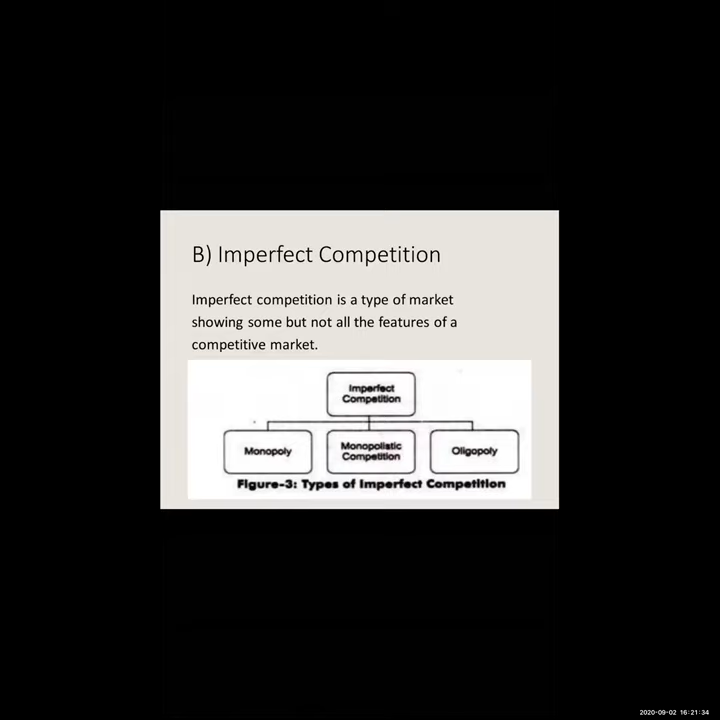 B) Imperfect Competition
Imperfect competition is a type of market
showing some but not all the features of a
competitive market.
Imperfect
Competition
Monopoly
Monopolistic
Competition
Oligopoly
Figure-3: Types of Imperfect Competition
2020-09-02 16:21:34